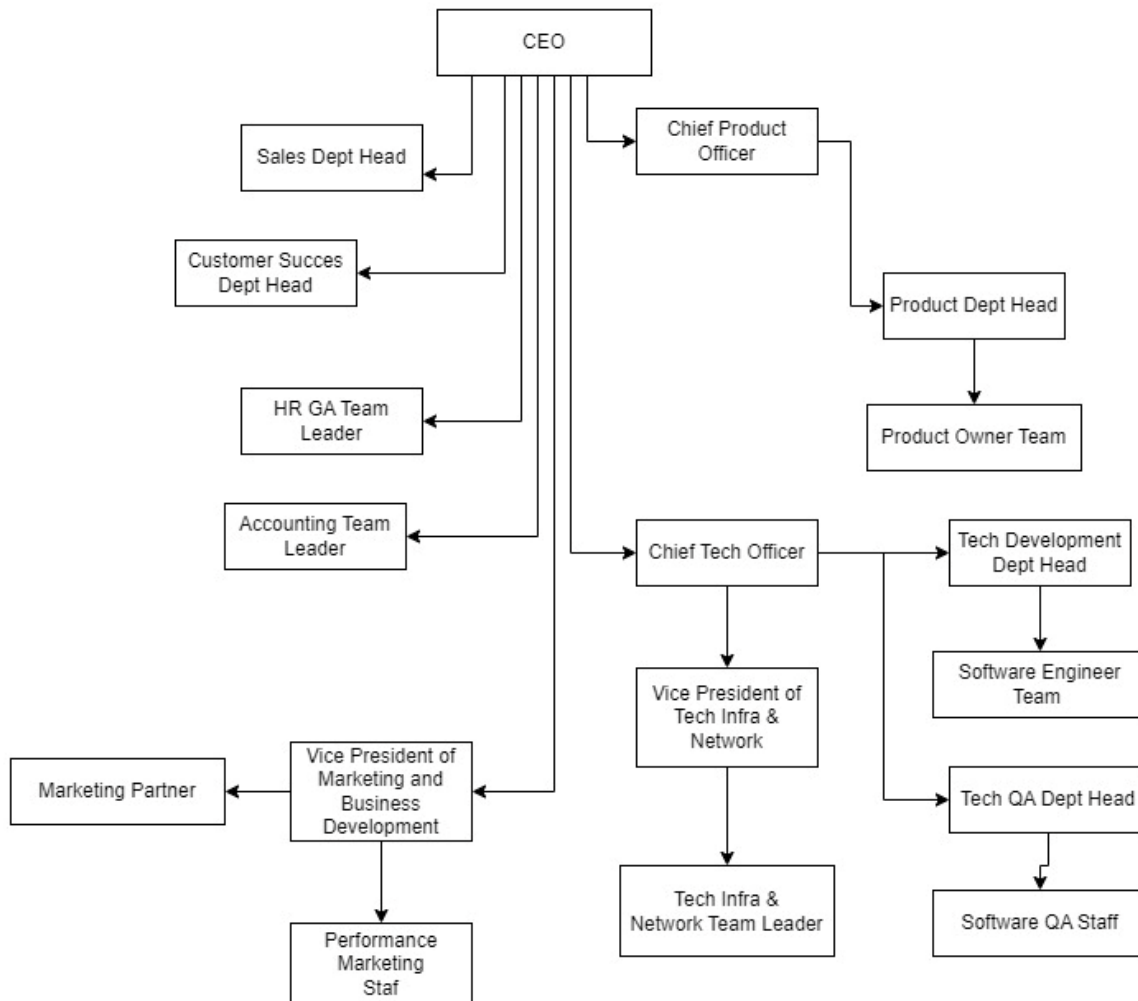 CEO
Chief Product
Officer
Sales Dept Head
Customer Succes
Dept Head
Product Dept Head
HR GA Team
Leader
Product Owner Team
Accounting Team
Leader
Chief Tech Officer
Tech Development
Dept Head
Software Engineer
Team
Vice President of
Tech Infra &
Network
Marketing Partner
Vice President of
Marketing and
Business
Development
Tech QA Dept Head
Tech Infra &
Network Team Leader
Software QA Staff
Performance
Marketing
Staf